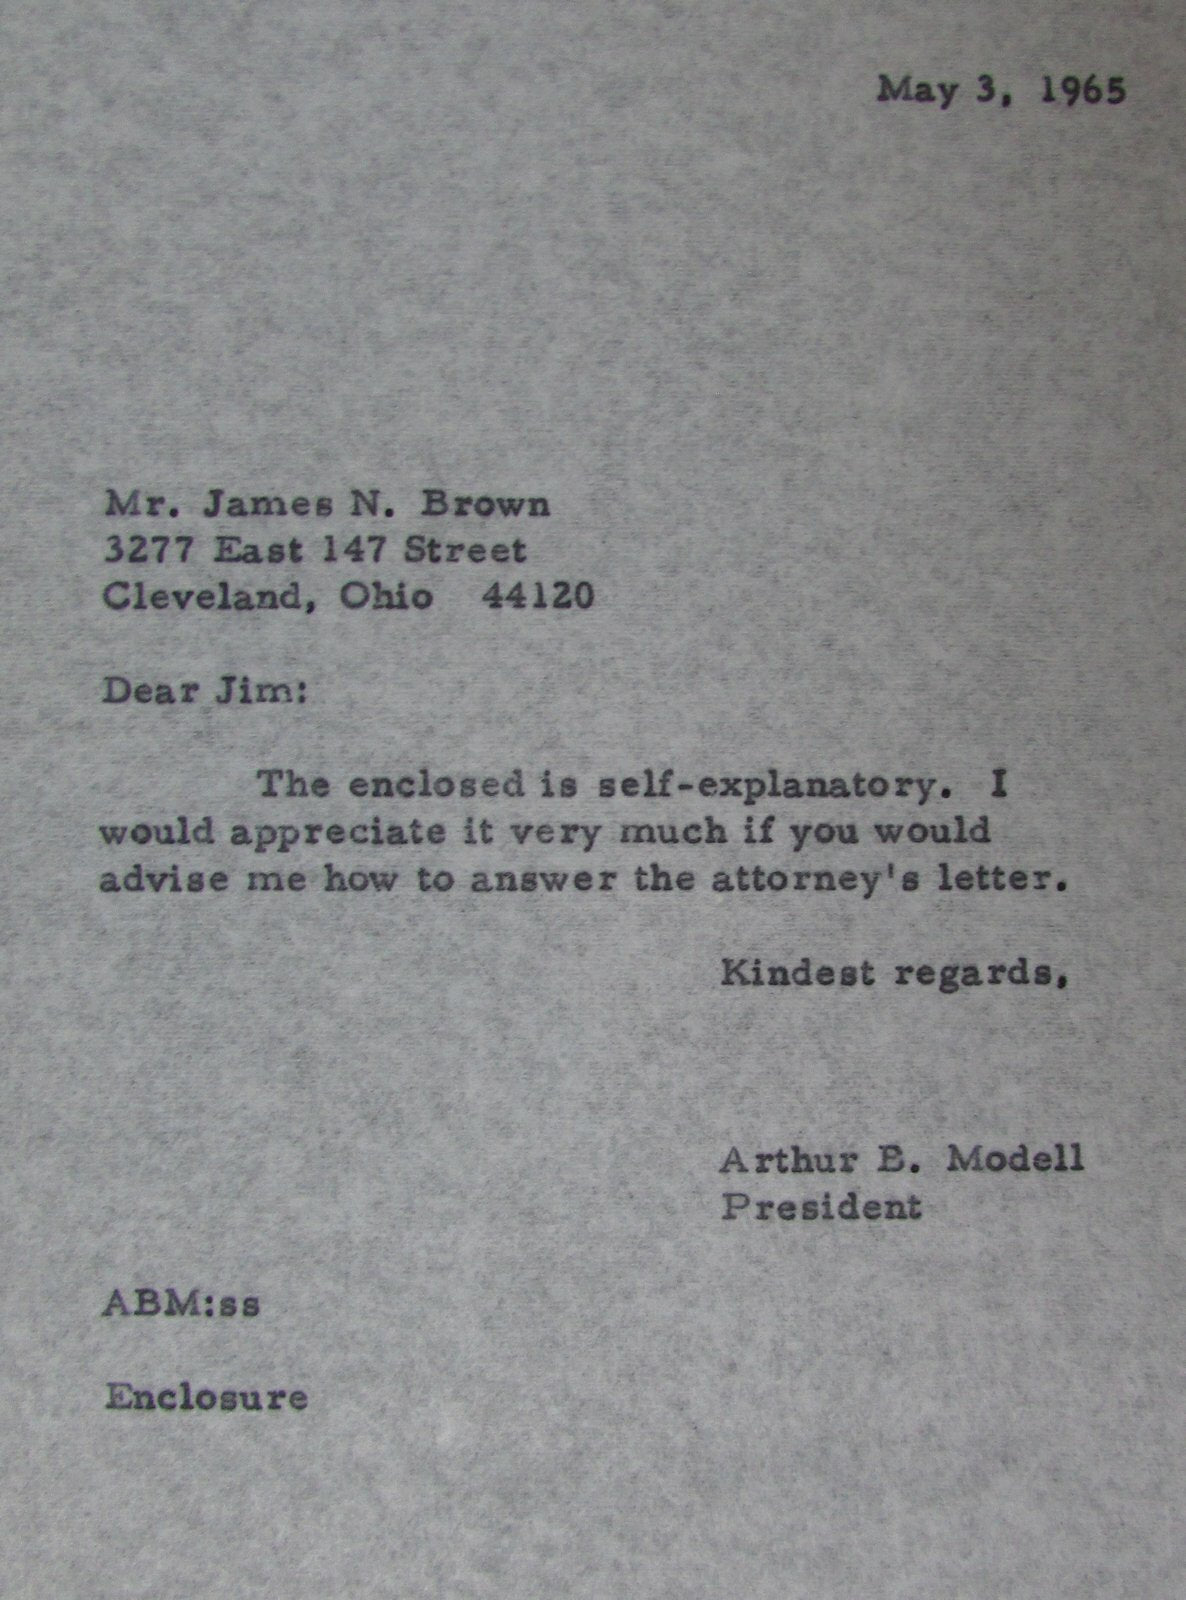 May 3, 1965
Mr. James N. Brown
3277 East 147 Street
Cleveland, Ohio  44120
Dear Jim:
The enclosed is self-explanatory.  I
would appreciate it very much if you would
advise me how to answer the attorney's letter.
Kindest regards,
Arthur B. Modell
President
ABM:ss
Enclosure